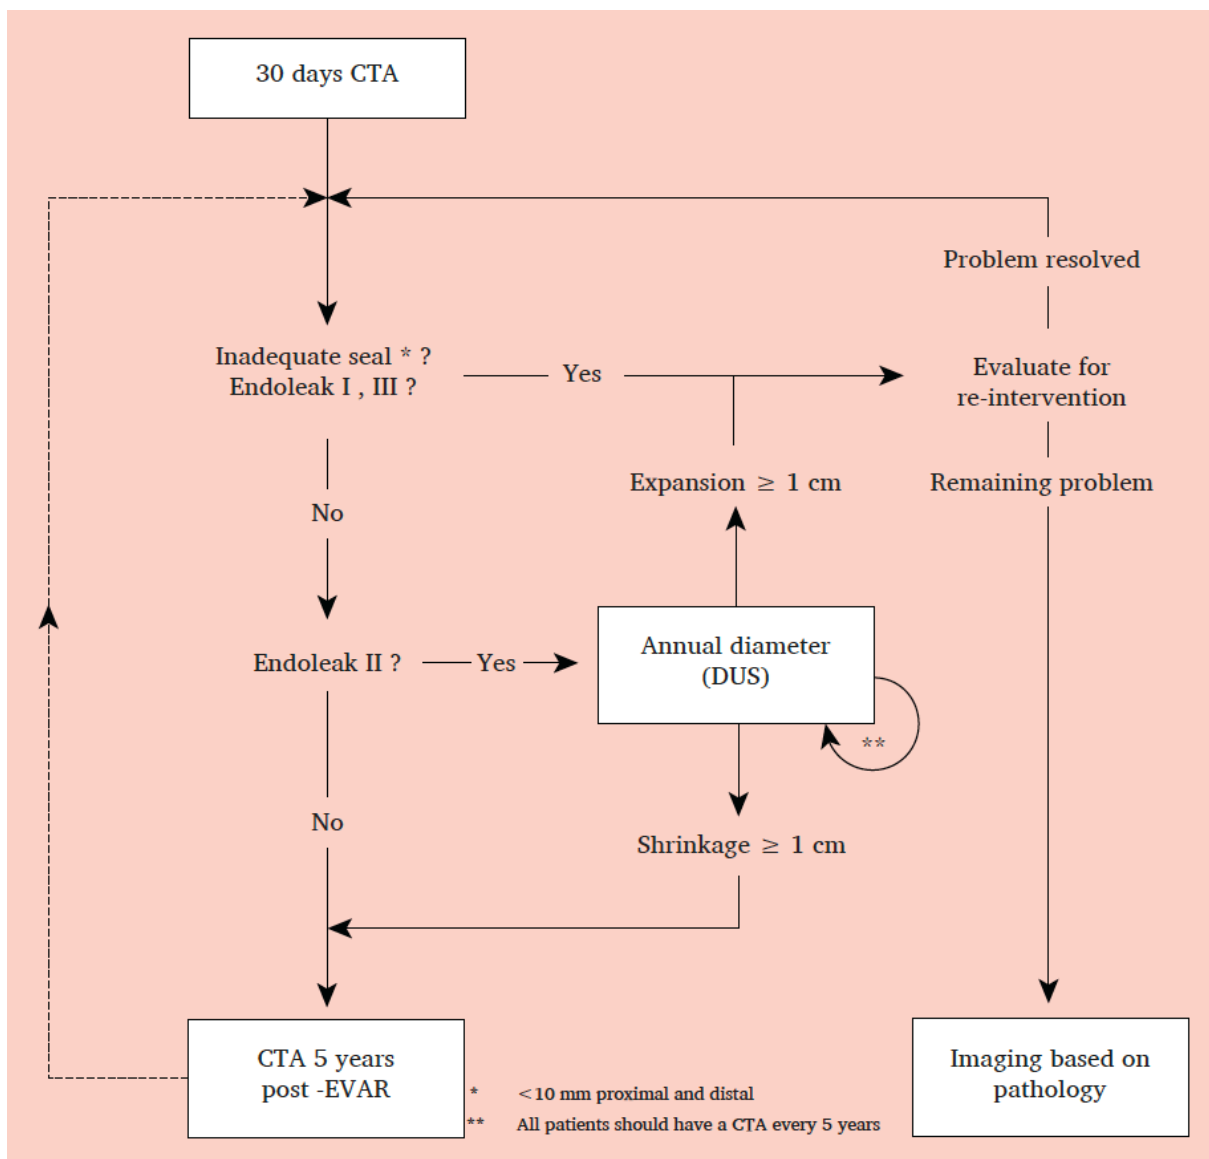 30 days CTA
Problem resolved
Inadequate seal * ?
Endoleak I , III ?
Yes
Evaluate for
re-intervention
Expansion ≥ 1 cm
Remaining problem
No
Endoleak II ?
Yes
Annual diameter
(DUS)
**
No
Shrinkage ≥ 1 cm
CTA 5 years
post -EVAR
Imaging based on
pathology
* <10 mm proximal and distal
** All patients should have a CTA every 5 years